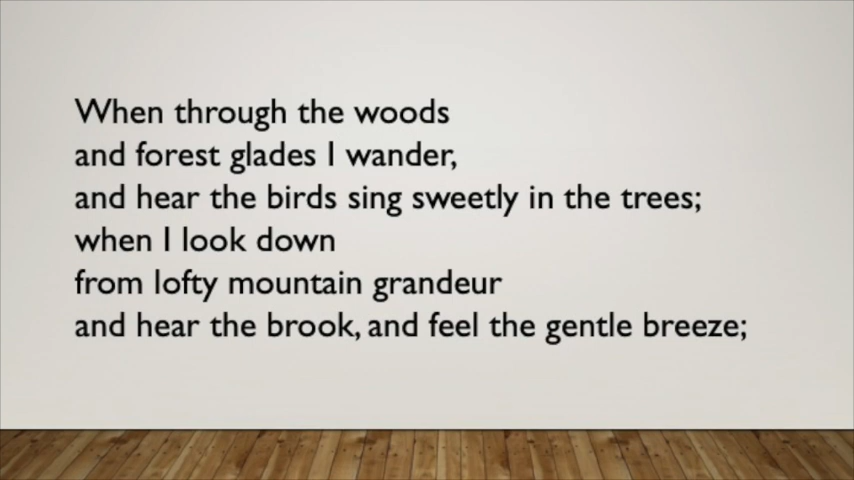 When through the woods
and forest glades I wander,
and hear the birds sing sweetly in the trees;
when I look down
from lofty mountain grandeur
and hear the brook, and feel the gentle breeze;